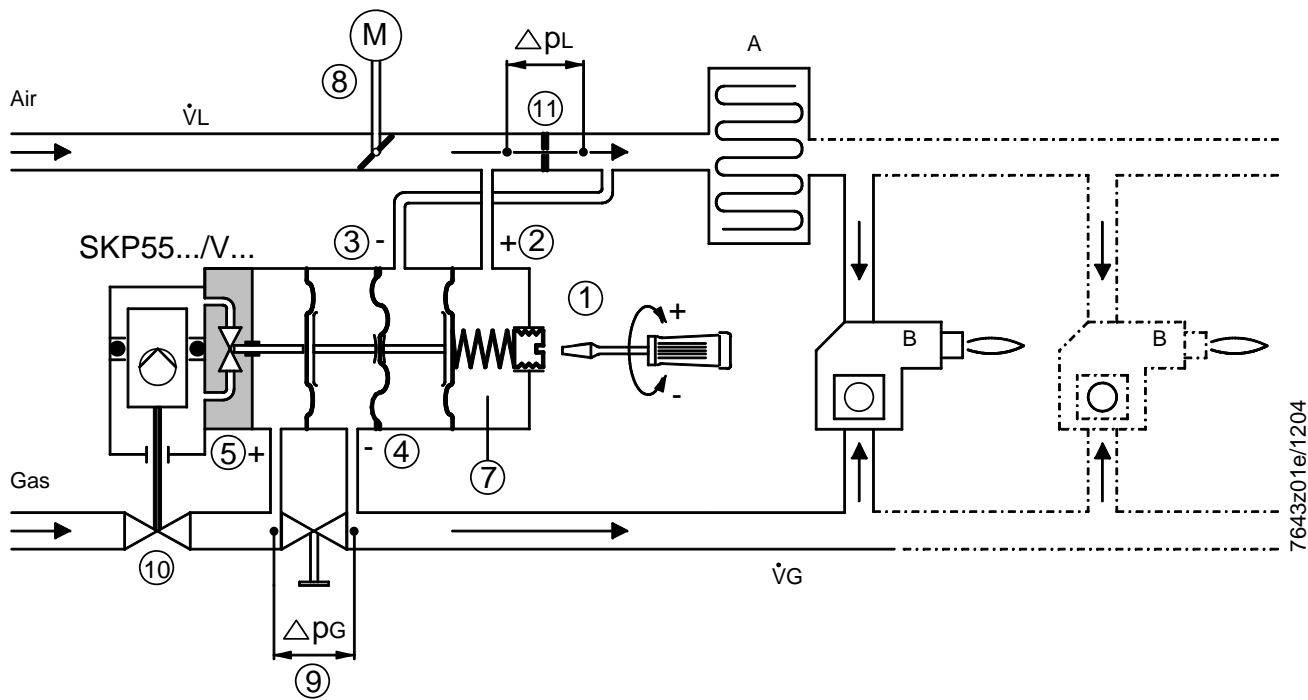 M
△pL
A
⑧
Air
V̇L
⑪
③ -
+ ②
SKP55.../V...
①
+
B
B
-
⑤ +
- ④
⑦
Gas
⑩
V̇G
△pG
⑨
7643z01e/1204